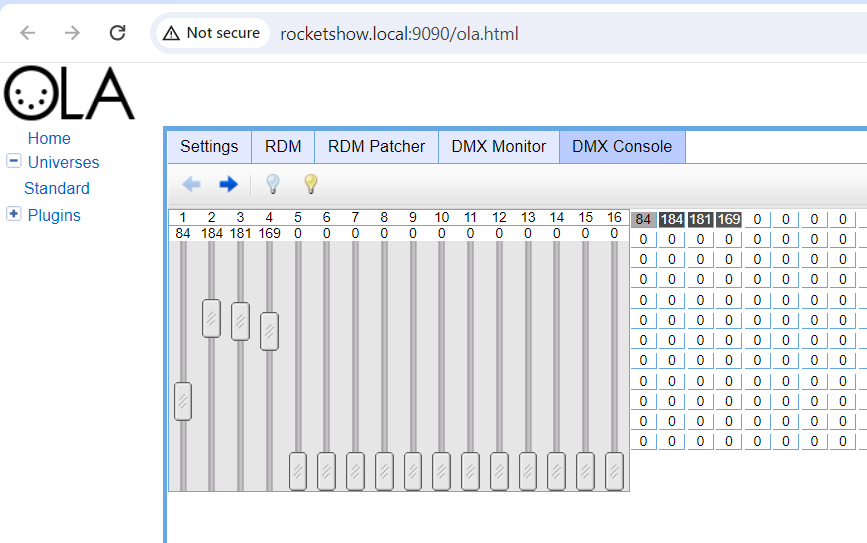 Not secure rocketshow.local:9090/ola.html
OLA
Home
Universes
Standard
Plugins
Settings RDM RDM Patcher DMX Monitor DMX Console
1 2 3 4 5 6 7 8 9 10 11 12 13 14 15 16
84 184 181 169 0 0 0 0 0 0 0 0 0 0 0 0
84 184 181 169 0 0 0 0
0 0 0 0 0 0 0 0
0 0 0 0 0 0 0 0
0 0 0 0 0 0 0 0
0 0 0 0 0 0 0 0
0 0 0 0 0 0 0 0
0 0 0 0 0 0 0 0
0 0 0 0 0 0 0 0
0 0 0 0 0 0 0 0
0 0 0 0 0 0 0 0
0 0 0 0 0 0 0 0
0 0 0 0 0 0 0 0